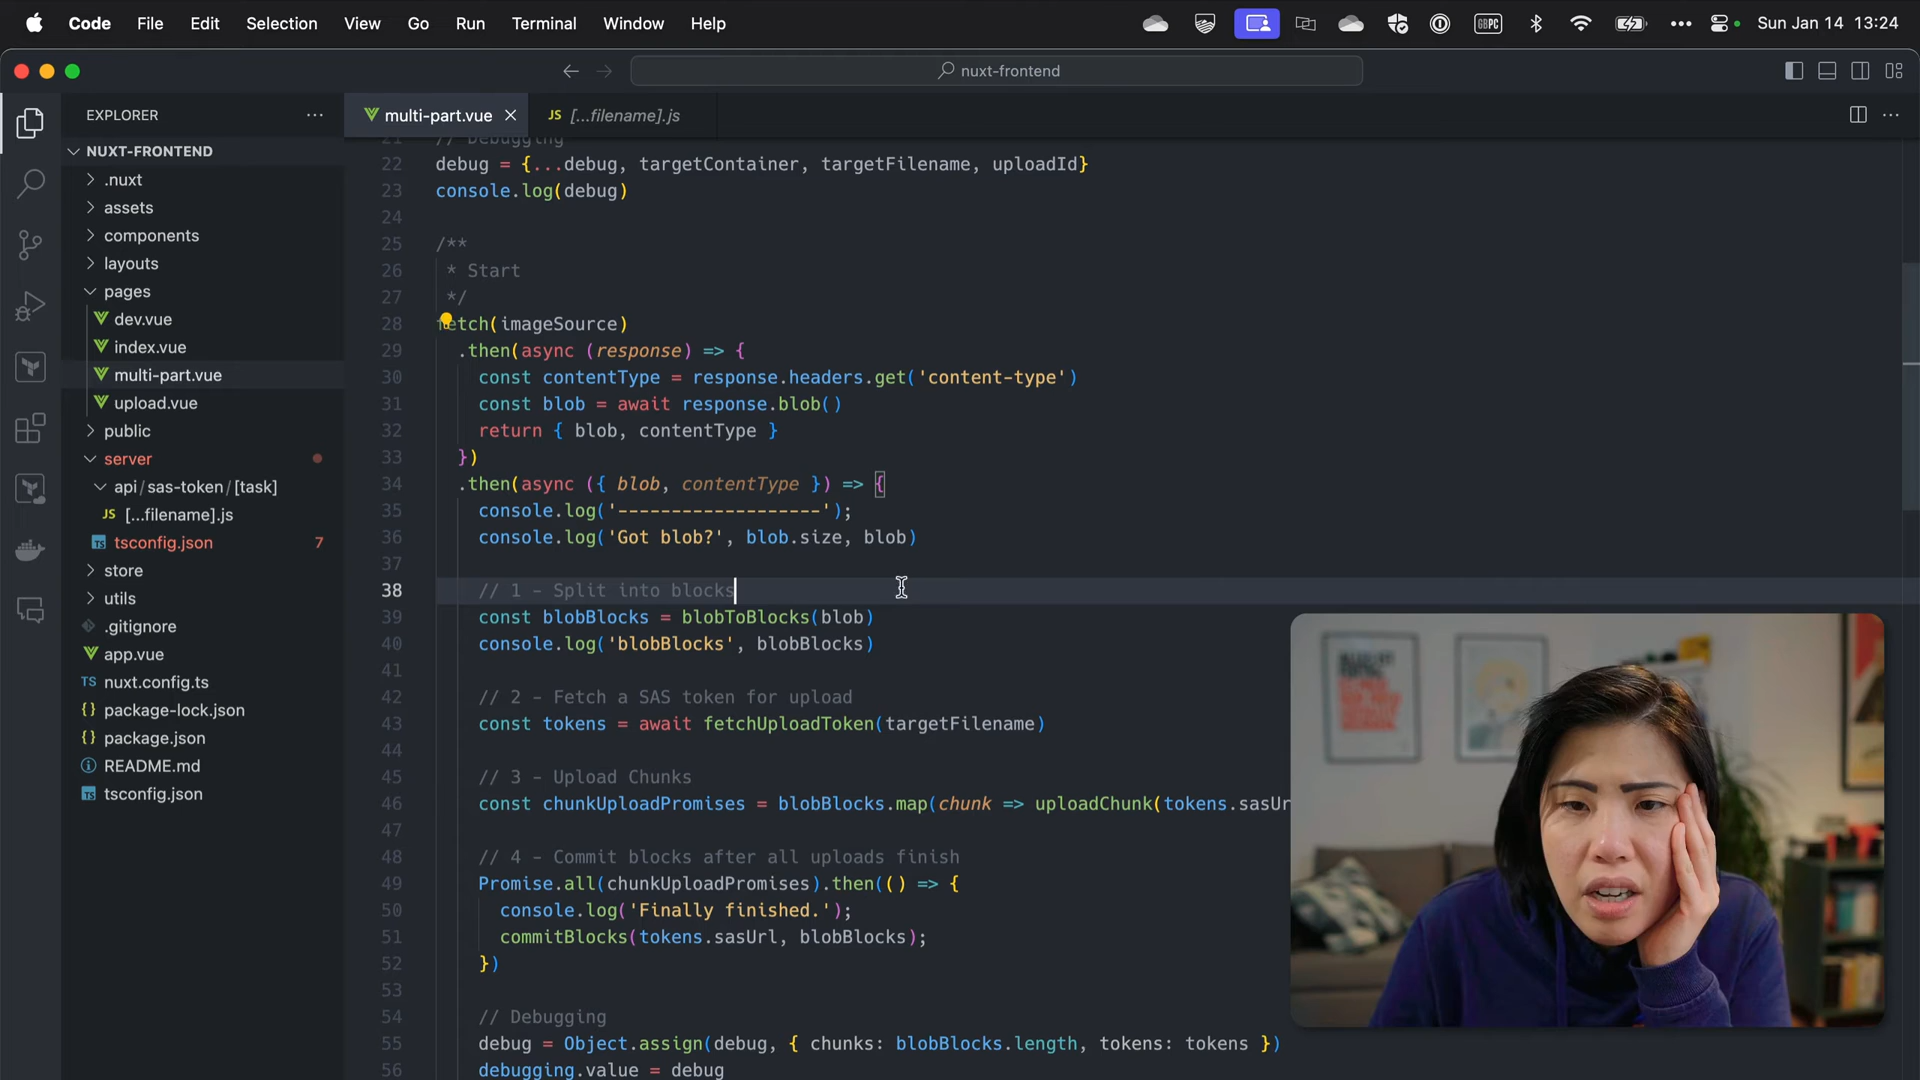 Code File Edit Selection View Go Run Terminal Window Help
GBPC
Sun Jan 14 13:24
nuxt-frontend
EXPLORER
multi-part.vue
JS [...filename].js
NUXT-FRONTEND
.nuxt
assets
components
layouts
pages
dev.vue
index.vue
multi-part.vue
upload.vue
public
server
api/sas-token/[task]
JS [...filename].js
TS tsconfig.json 7
store
utils
.gitignore
app.vue
TS nuxt.config.ts
{} package-lock.json
{} package.json
README.md
TS tsconfig.json
21 // Debugging
22 debug = {...debug, targetContainer, targetFilename, uploadId}
23 console.log(debug)
24
25 /**
26 * Start
27 */
28 fetch(imageSource)
29 .then(async (response) => {
30 const contentType = response.headers.get('content-type')
31 const blob = await response.blob()
32 return { blob, contentType }
33 })
34 .then(async ({ blob, contentType }) => {
35 console.log('-------------------');
36 console.log('Got blob?', blob.size, blob)
37
38 // 1 - Split into blocks
39 const blobBlocks = blobToBlocks(blob)
40 console.log('blobBlocks', blobBlocks)
41
42 // 2 - Fetch a SAS token for upload
43 const tokens = await fetchUploadToken(targetFilename)
44
45 // 3 - Upload Chunks
46 const chunkUploadPromises = blobBlocks.map(chunk => uploadChunk(tokens.sasUr
47
48 // 4 - Commit blocks after all uploads finish
49 Promise.all(chunkUploadPromises).then(() => {
50 console.log('Finally finished.');
51 commitBlocks(tokens.sasUrl, blobBlocks);
52 })
53
54 // Debugging
55 debug = Object.assign(debug, { chunks: blobBlocks.length, tokens: tokens })
56 debugging.value = debug